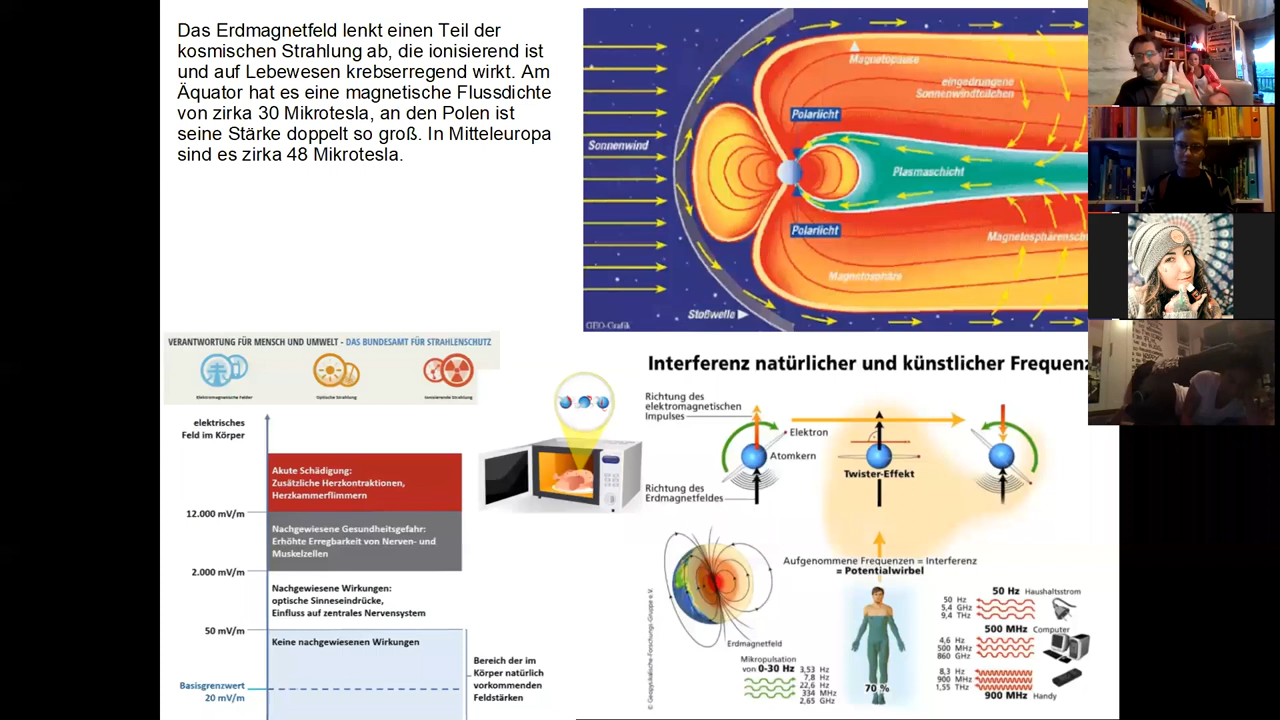 Das Erdmagnetfeld lenkt einen Teil der
kosmischen Strahlung ab, die ionisierend ist
und auf Lebewesen krebserregend wirkt. Am
Äquator hat es eine magnetische Flussdichte
von zirka 30 Mikrotesla, an den Polen ist
seine Stärke doppelt so groß. In Mitteleuropa
sind es zirka 48 Mikrotesla.
Magnetopause
eingedrungene
Sonnenwindteilchen
Polarlicht
Sonnenwind
Plasmaschicht
Polarlicht
Magnetosphäre
Stoßwelle
GEO-Grafik
VERANTWORTUNG FÜR MENSCH UND UMWELT - DAS BUNDESAMT FÜR STRAHLENSCHUTZ
Elektromagnetische Felder
Optische Strahlung
Ionisierende Strahlung
elektrisches
Feld im Körper
Akute Schädigung:
Zusätzliche Herzkontraktionen,
Herzkammerflimmern
12.000 mV/m
Nachgewiesene Gesundheitsgefahr:
Erhöhte Erregbarkeit von Nerven- und
Muskelzellen
2.000 mV/m
Nachgewiesene Wirkungen:
optische Sinneseindrücke,
Einfluss auf zentrales Nervensystem
50 mV/m
Keine nachgewiesenen Wirkungen
Basisgrenzwert
20 mV/m
Bereich der im
Körper natürlich
vorkommenden
Feldstärken
Interferenz natürlicher und künstlicher Frequenz
Richtung des
elektromagnetischen
Impulses
Elektron
Atomkern
Richtung des
Erdmagnetfeldes
Twister-Effekt
Aufgenommene Frequenzen = Interferenz
= Potentialwirbel
Erdmagnetfeld
Mikropulsation
von 0-30 Hz
3,53 Hz
7,8 Hz
22,6 Hz
334 MHz
2,65 GHz
70 %
50 Hz Haushaltsstrom
50 Hz
5,4 GHz
9,4 THz
500 MHz Computer
4,6 Hz
500 MHz
860 GHz
8,3 Hz
900 MHz
1,55 THz
900 MHz Handy